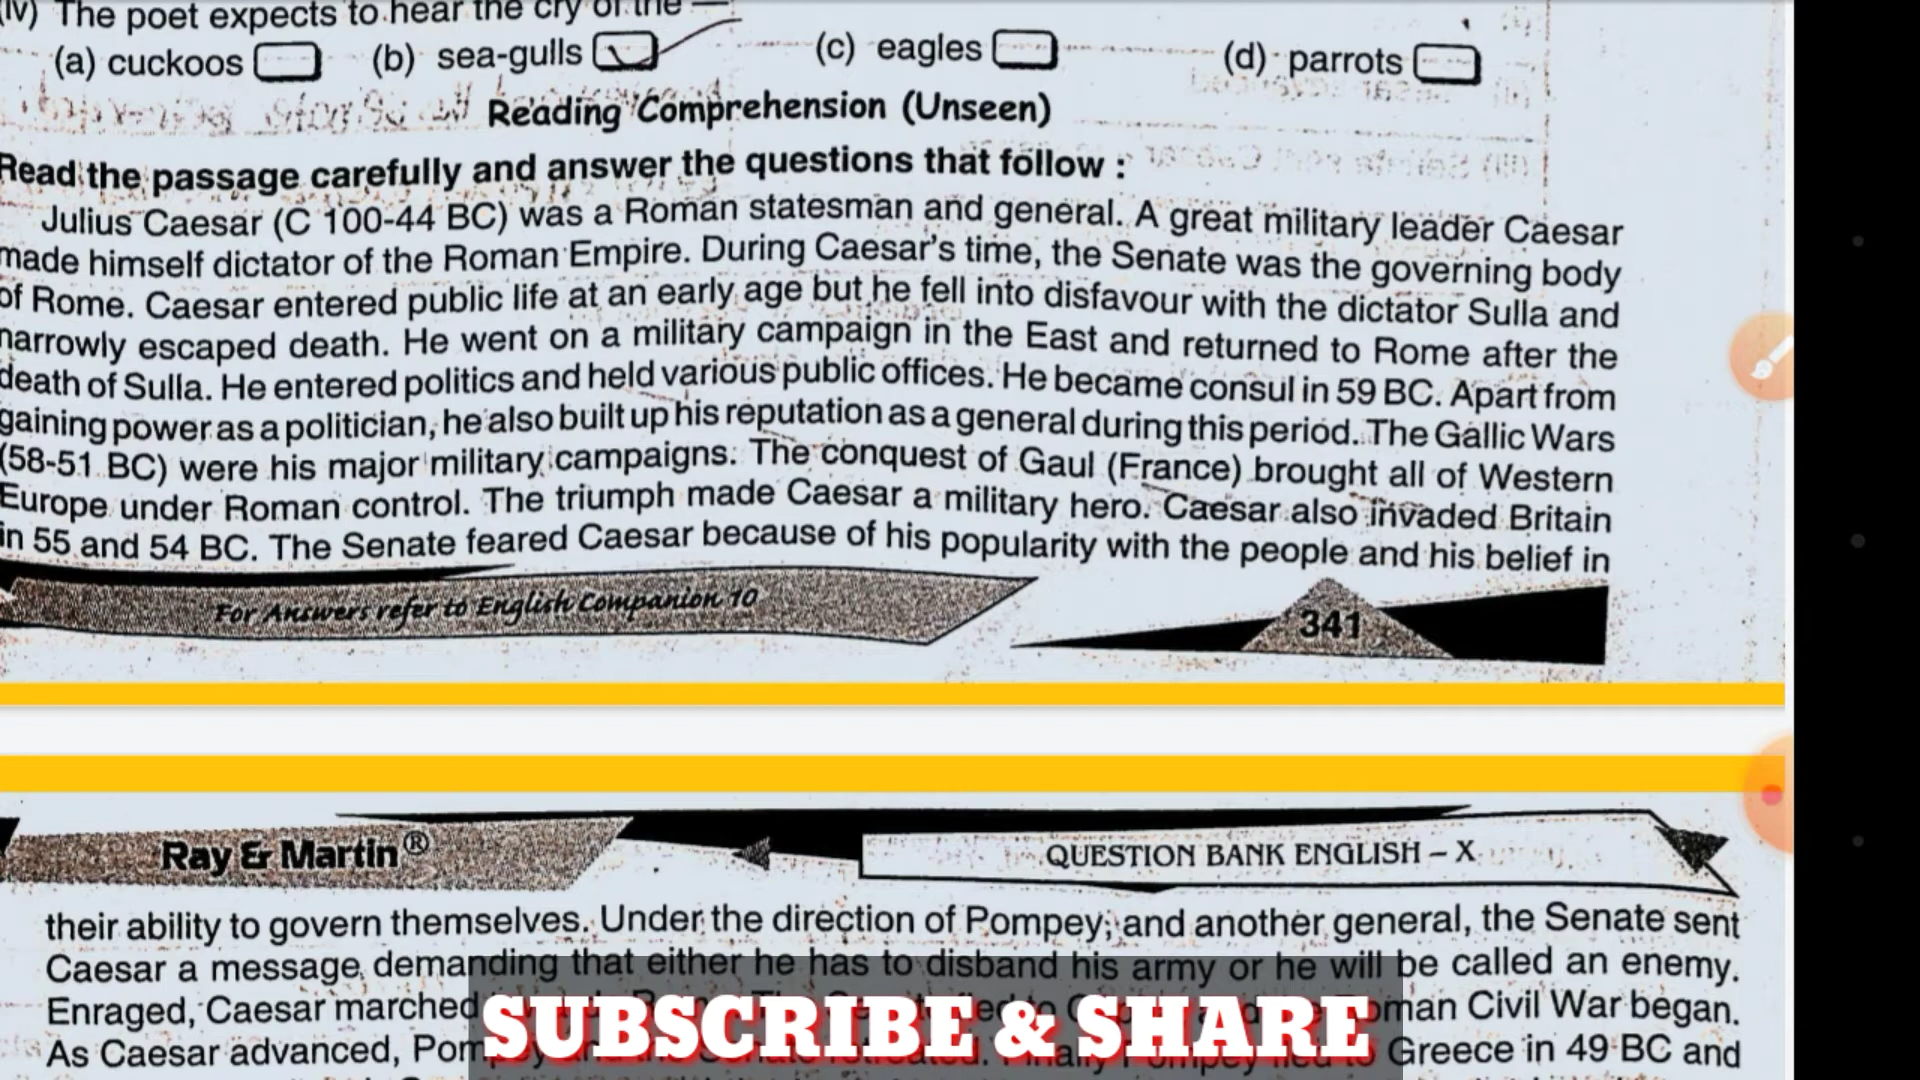 (iv) The poet expects to hear the cry of the
(a) cuckoos (b) sea-gulls (c) eagles (d) parrots
Reading Comprehension (Unseen)
Read the passage carefully and answer the questions that follow :
Julius Caesar (C 100-44 BC) was a Roman statesman and general. A great military leader Caesar
made himself dictator of the Roman Empire. During Caesar's time, the Senate was the governing body
of Rome. Caesar entered public life at an early age but he fell into disfavour with the dictator Sulla and
narrowly escaped death. He went on a military campaign in the East and returned to Rome after the
death of Sulla. He entered politics and held various public offices. He became consul in 59 BC. Apart from
gaining power as a politician, he also built up his reputation as a general during this period. The Gallic Wars
(58-51 BC) were his major military campaigns. The conquest of Gaul (France) brought all of Western
Europe under Roman control. The triumph made Caesar a military hero. Caesar also invaded Britain
in 55 and 54 BC. The Senate feared Caesar because of his popularity with the people and his belief in
For Answers refer to English Companion 10
341
Ray & Martin®
QUESTION BANK ENGLISH – X
their ability to govern themselves. Under the direction of Pompey, and another general, the Senate sent
Caesar a message demanding that either he has to disband his army or he will be called an enemy.
Enraged, Caesar marched Roman Civil War began.
As Caesar advanced, Greece in 49 BC and
SUBSCRIBE & SHARE